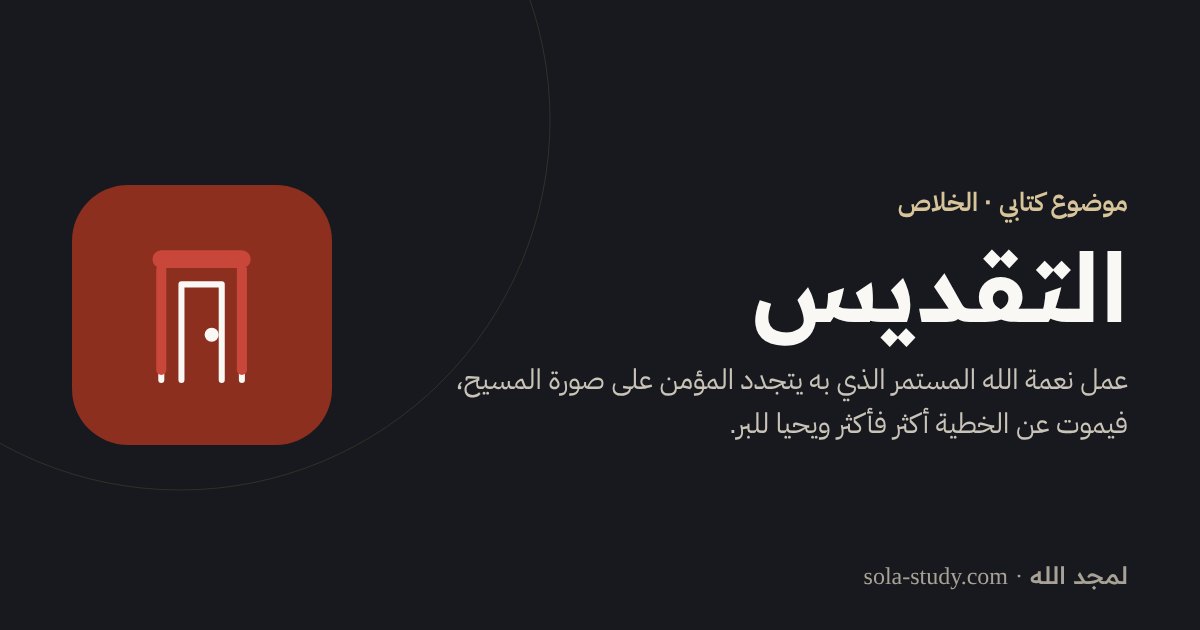 موضوع كتابي · الخلاص
التقديس
عمل نعمة الله المستمر الذي به يتجدد المؤمن على صورة المسيح،
فيموت عن الخطية أكثر فأكثر ويحيا للبر.
لمجد الله · sola-study.com